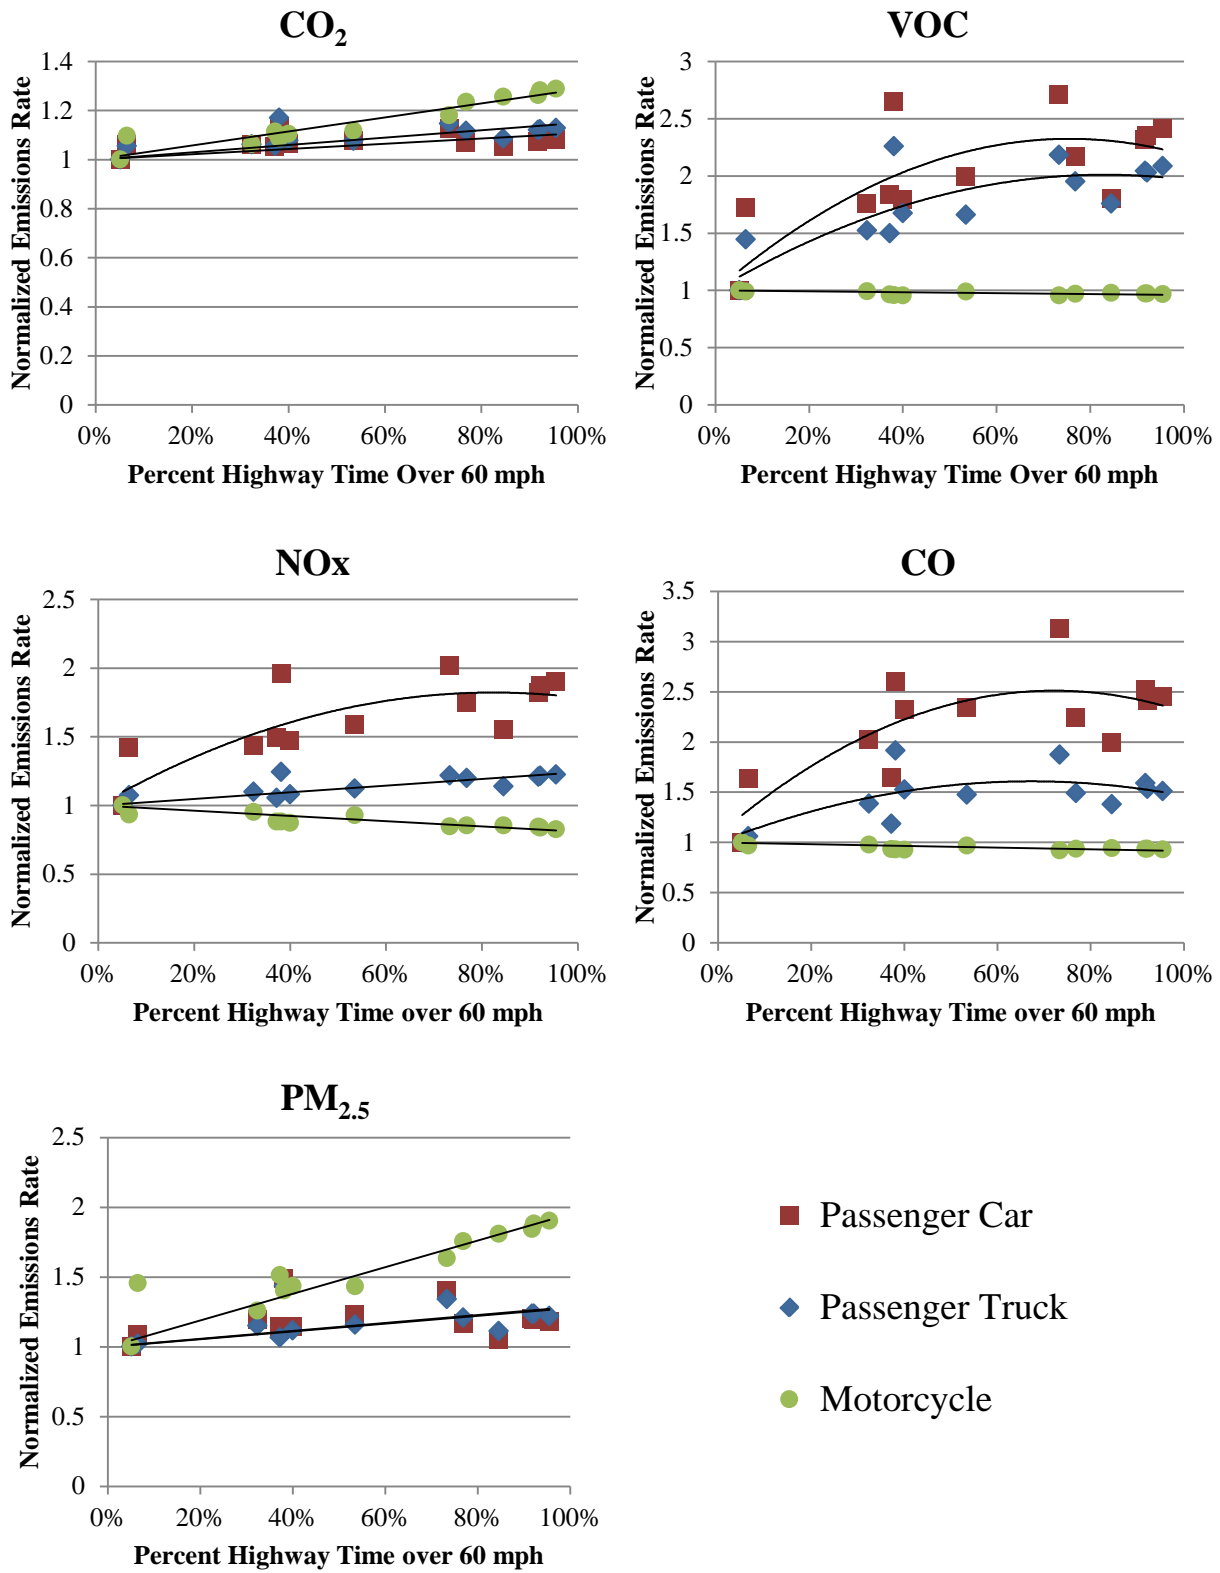 CO2
Normalized Emissions Rate
1.4
1.2
1
0.8
0.6
0.4
0.2
0
0% 20% 40% 60% 80% 100%
Percent Highway Time Over 60 mph
VOC
Normalized Emissions Rate
3
2.5
2
1.5
1
0.5
0
0% 20% 40% 60% 80% 100%
Percent Highway Time Over 60 mph
NOx
Normalized Emissions Rate
2.5
2
1.5
1
0.5
0
0% 20% 40% 60% 80% 100%
Percent Highway Time over 60 mph
CO
Normalized Emissions Rate
3.5
3
2.5
2
1.5
1
0.5
0
0% 20% 40% 60% 80% 100%
Percent Highway Time over 60 mph
PM2.5
Normalized Emissions Rate
2.5
2
1.5
1
0.5
0
0% 20% 40% 60% 80% 100%
Percent Highway Time over 60 mph
Passenger Car
Passenger Truck
Motorcycle